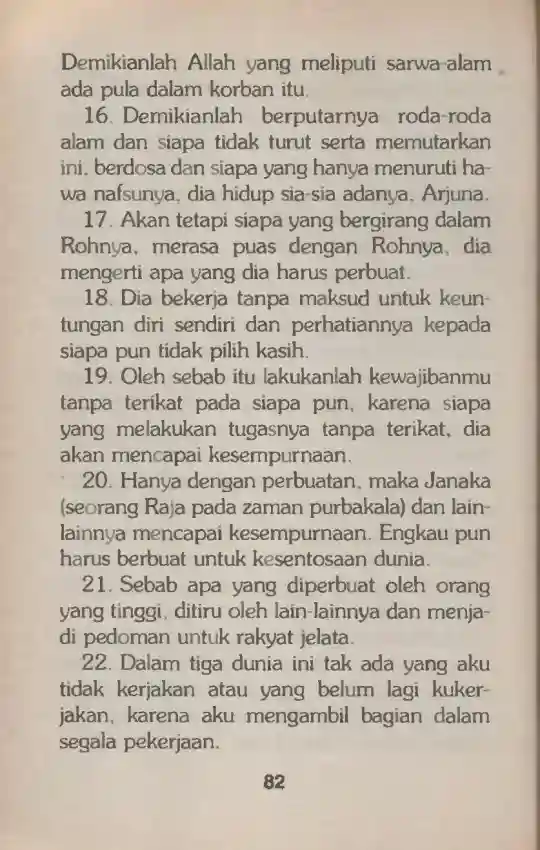 Demikianlah Allah yang meliputi sarwa-alam
ada pula dalam korban itu.
16. Demikianlah berputarnya roda-roda
alam dan siapa tidak turut serta memutarkan
ini, berdosa dan siapa yang hanya menuruti ha-
wa nafsunya, dia hidup sia-sia adanya, Arjuna.
17. Akan tetapi siapa yang bergirang dalam
Rohnya, merasa puas dengan Rohnya, dia
mengerti apa yang dia harus perbuat.
18. Dia bekerja tanpa maksud untuk keun-
tungan diri sendiri dan perhatiannya kepada
siapa pun tidak pilih kasih.
19. Oleh sebab itu lakukanlah kewajibanmu
tanpa terikat pada siapa pun, karena siapa
yang melakukan tugasnya tanpa terikat, dia
akan mencapai kesempurnaan.
20. Hanya dengan perbuatan, maka Janaka
(seorang Raja pada zaman purbakala) dan lain-
lainnya mencapai kesempurnaan. Engkau pun
harus berbuat untuk kesentosaan dunia.
21. Sebab apa yang diperbuat oleh orang
yang tinggi, ditiru oleh lain-lainnya dan menja-
di pedoman untuk rakyat jelata.
22. Dalam tiga dunia ini tak ada yang aku
tidak kerjakan atau yang belum lagi kuker-
jakan, karena aku mengambil bagian dalam
segala pekerjaan.
82